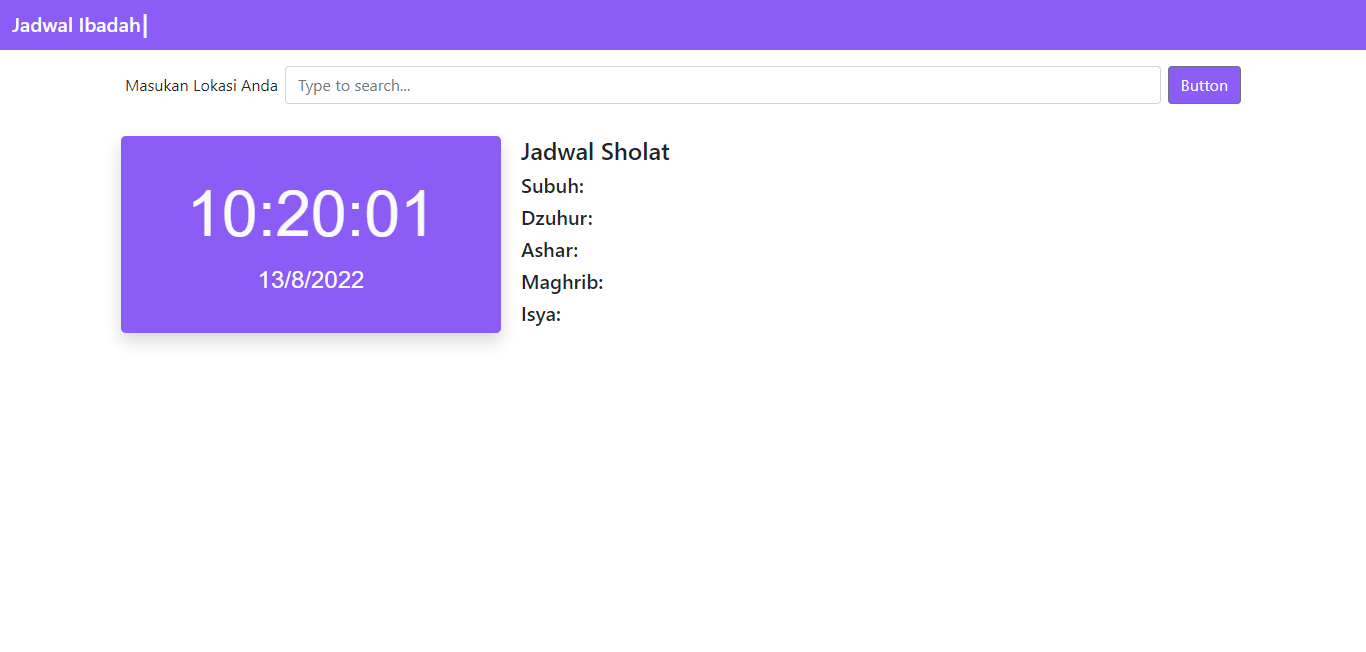 Jadwal Ibadah|
Masukan Lokasi Anda Type to search... Button
10:20:01
13/8/2022
Jadwal Sholat
Subuh:
Dzuhur:
Ashar:
Maghrib:
Isya: